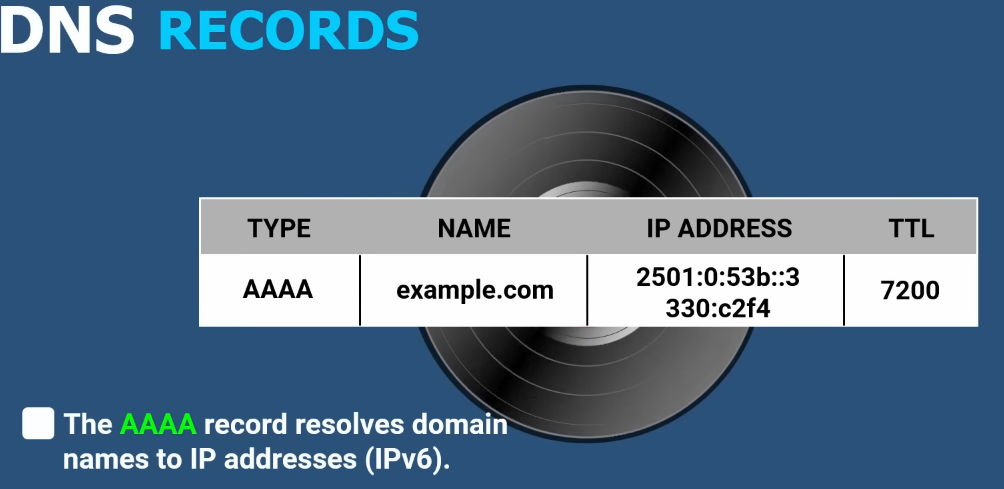 DNS RECORDS
TYPE NAME IP ADDRESS TTL
AAAA example.com 2501:0:53b::3 7200
330:c2f4
The AAAA record resolves domain
names to IP addresses (IPv6).